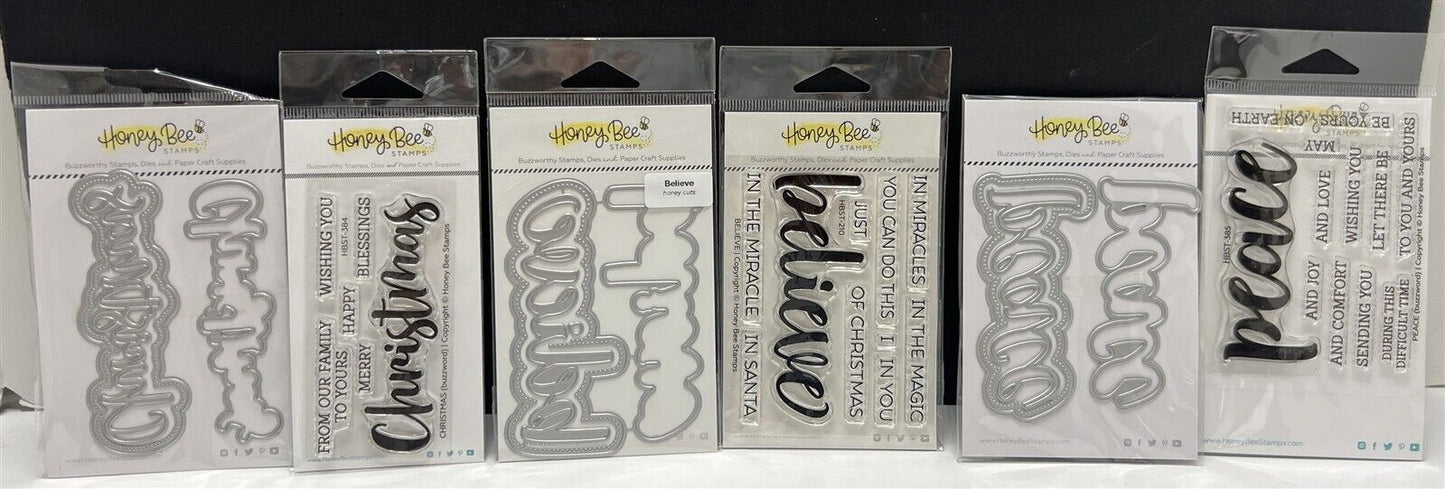 Honey Bee
STAMPS
Buzzworthy Stamps, Dies and Paper Craft Supplies
Christmas
Christmas
www.HoneyBeeStamps.com
Honey Bee
STAMPS
Buzzworthy Stamps, Dies and Paper Craft Supplies
FROM OUR FAMILY
TO YOURS
WISHING YOU
HAPPY
HBST-384
MERRY
BLESSINGS
Christmas
CHRISTMAS (buzzword) | Copyright © Honey Bee Stamps
www.HoneyBeeStamps.com
Honey Bee
STAMPS
Buzzworthy Stamps, Dies and Paper Craft Supplies
Believe
honey cuts
believe
Honey Bee
STAMPS
Buzzworthy Stamps, Dies and Paper Craft Supplies
BELIEVE | Copyright © Honey Bee Stamps
IN THE MIRACLE
IN SANTA
believe
HBST-210
JUST
OF CHRISTMAS
YOU CAN DO THIS
I
IN YOU
IN MIRACLES
IN THE MAGIC
Honey Bee
STAMPS
Buzzworthy Stamps, Dies and Paper Craft Supplies
peace
www.HoneyBeeStamps.com
BE YOURS ON EARTH
MAY
HBST-385
peace
AND LOVE
AND JOY
WISHING YOU
AND COMFORT
LET THERE BE
SENDING YOU
TO YOU AND YOURS
DURING THIS
DIFFICULT TIME
PEACE (buzzword) | Copyright © Honey Bee Stamps
www.HoneyBeeStamps.com